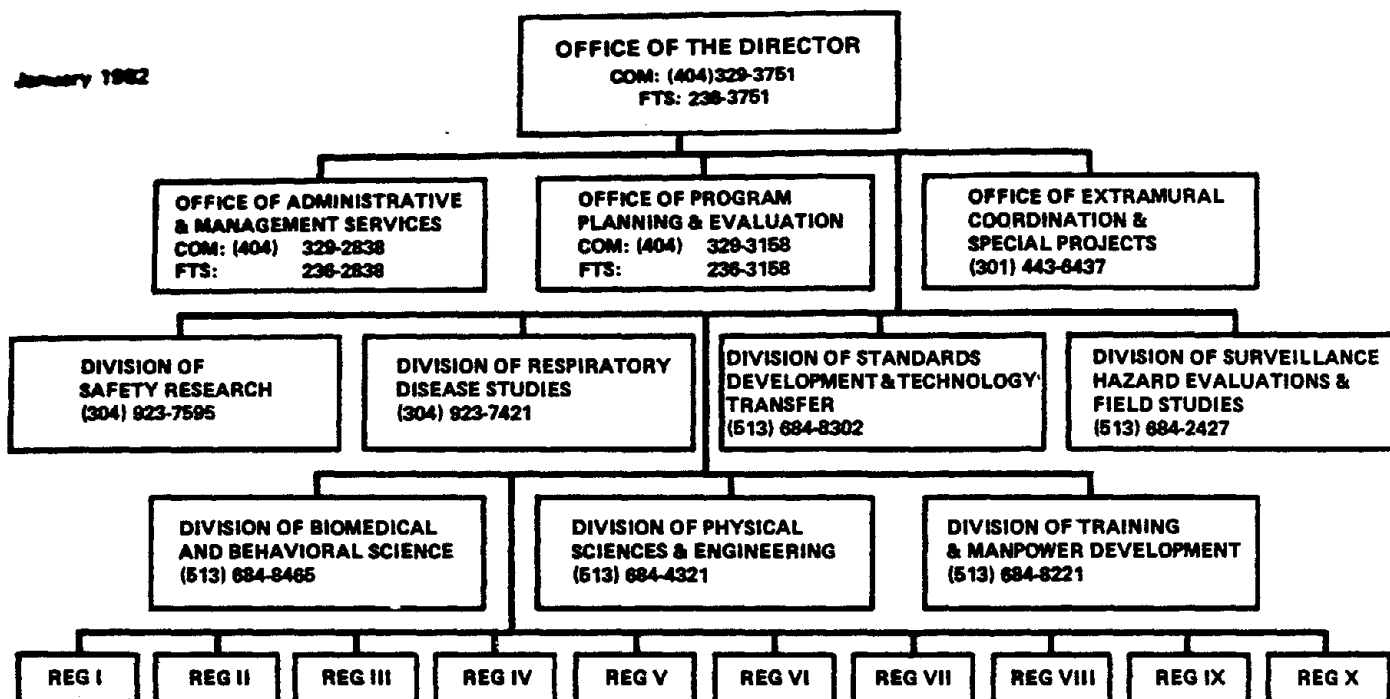 January 1982
OFFICE OF THE DIRECTOR
COM: (404)329-3751
FTS: 236-3751
OFFICE OF ADMINISTRATIVE
& MANAGEMENT SERVICES
COM: (404) 329-2838
FTS: 236-2838
OFFICE OF PROGRAM
PLANNING & EVALUATION
COM: (404) 329-3158
FTS: 236-3158
OFFICE OF EXTRAMURAL
COORDINATION &
SPECIAL PROJECTS
(301) 443-6437
DIVISION OF
SAFETY RESEARCH
(304) 923-7595
DIVISION OF RESPIRATORY
DISEASE STUDIES
(304) 923-7421
DIVISION OF STANDARDS
DEVELOPMENT & TECHNOLOGY
TRANSFER
(513) 684-8302
DIVISION OF SURVEILLANCE
HAZARD EVALUATIONS &
FIELD STUDIES
(513) 684-2427
DIVISION OF BIOMEDICAL
AND BEHAVIORAL SCIENCE
(513) 684-8465
DIVISION OF PHYSICAL
SCIENCES & ENGINEERING
(513) 684-4321
DIVISION OF TRAINING
& MANPOWER DEVELOPMENT
(513) 684-8221
REG I
REG II
REG III
REG IV
REG V
REG VI
REG VII
REG VIII
REG IX
REG X